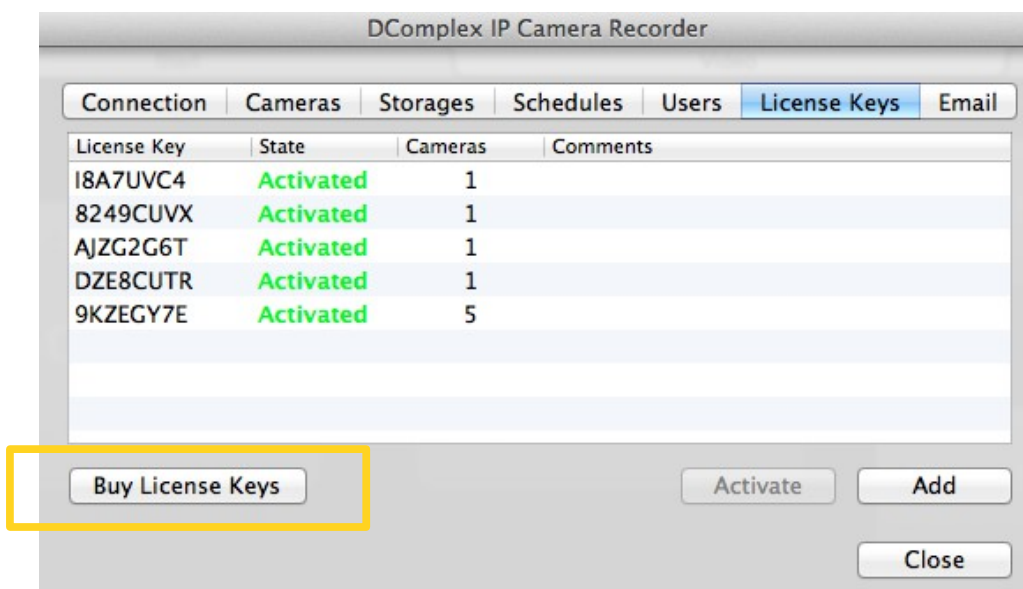 DComplex IP Camera Recorder
Connection Cameras Storages Schedules Users License Keys Email
License Key State Cameras Comments
I8A7UVC4 Activated 1
8249CUVX Activated 1
AJZG2G6T Activated 1
DZE8CUTR Activated 1
9KZEGY7E Activated 5
Buy License Keys Activate Add
Close